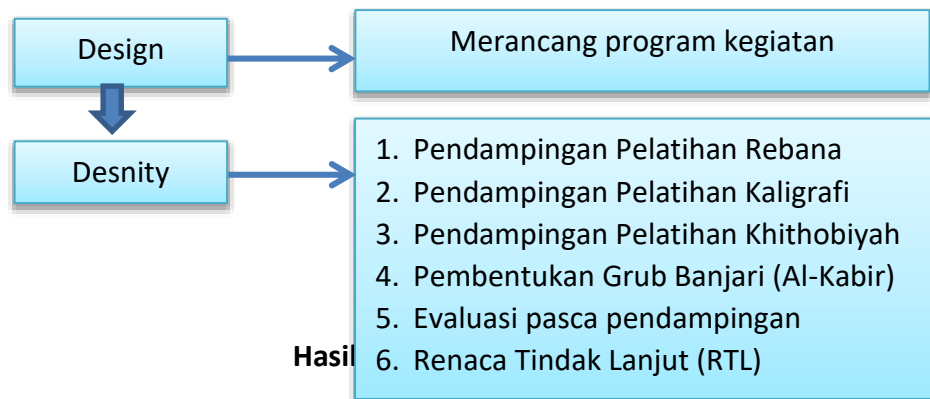 Design
Merancang program kegiatan
Desnity
1. Pendampingan Pelatihan Rebana
2. Pendampingan Pelatihan Kaligrafi
3. Pendampingan Pelatihan Khithobiyah
4. Pembentukan Grub Banjari (Al-Kabir)
5. Evaluasi pasca pendampingan
6. Renaca Tindak Lanjut (RTL)
Hasil